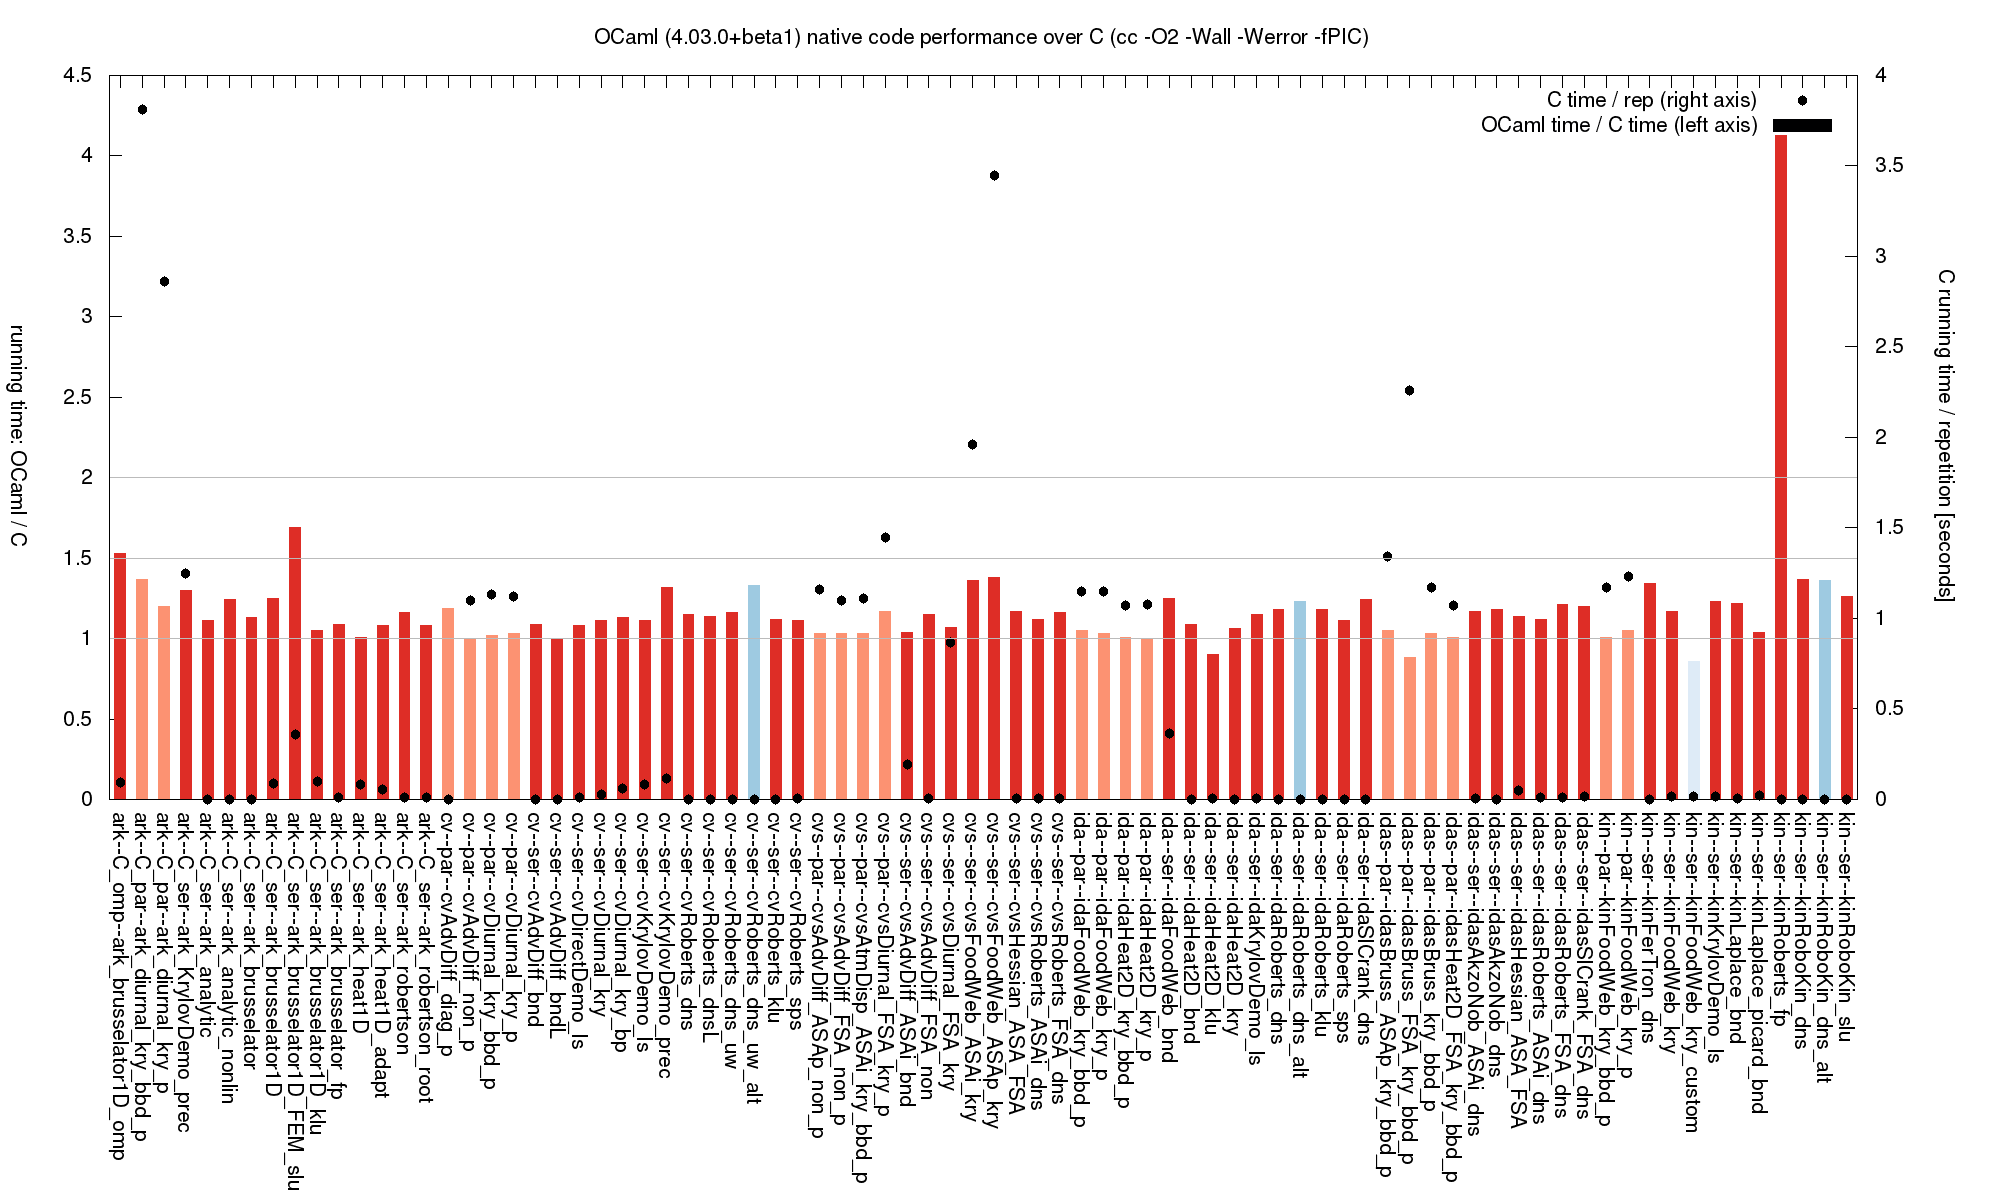 OCaml (4.03.0+beta1) native code performance over C (cc -O2 -Wall -Werror -fPIC)
C time / rep (right axis)
OCaml time / C time (left axis)
running time: OCaml / C
4.5
4
3.5
3
2.5
2
1.5
1
0.5
0
C running time / repetition [seconds]
4
3.5
3
2.5
2
1.5
1
0.5
0
ark--C_omp--ark_brusselator1D_omp
ark--C_par--ark_diurnal_kry_bbd_p
ark--C_par--ark_diurnal_kry_p
ark--C_ser--ark_KrylovDemo_prec
ark--C_ser--ark_analytic
ark--C_ser--ark_analytic_nonlin
ark--C_ser--ark_brusselator
ark--C_ser--ark_brusselator1D
ark--C_ser--ark_brusselator1D_FEM_slu
ark--C_ser--ark_brusselator1D_klu
ark--C_ser--ark_brusselator_fp
ark--C_ser--ark_heat1D
ark--C_ser--ark_heat1D_adapt
ark--C_ser--ark_robertson
ark--C_ser--ark_robertson_root
cv--par--cvAdvDiff_diag_p
cv--par--cvAdvDiff_non_p
cv--par--cvDiurnal_kry_bbd_p
cv--par--cvDiurnal_kry_p
cv--ser--cvAdvDiff_bnd
cv--ser--cvAdvDiff_bndL
cv--ser--cvDirectDemo_ls
cv--ser--cvDiurnal_kry
cv--ser--cvDiurnal_kry_bp
cv--ser--cvKrylovDemo_ls
cv--ser--cvKrylovDemo_prec
cv--ser--cvRoberts_dns
cv--ser--cvRoberts_dnsL
cv--ser--cvRoberts_dns_uw
cv--ser--cvRoberts_dns_uw_alt
cv--ser--cvRoberts_klu
cv--ser--cvRoberts_sps
cvs--par--cvsAdvDiff_ASAp_non_p
cvs--par--cvsAdvDiff_FSA_non_p
cvs--par--cvsAtmDisp_ASAi_kry_bbd_p
cvs--par--cvsDiurnal_FSA_kry_p
cvs--ser--cvsAdvDiff_ASAi_bnd
cvs--ser--cvsAdvDiff_FSA_non
cvs--ser--cvsDiurnal_FSA_kry
cvs--ser--cvsFoodWeb_ASAi_kry
cvs--ser--cvsFoodWeb_ASAp_kry
cvs--ser--cvsHessian_ASA_FSA
cvs--ser--cvsRoberts_ASAi_dns
cvs--ser--cvsRoberts_FSA_dns
ida--par--idaFoodWeb_kry_bbd_p
ida--par--idaFoodWeb_kry_p
ida--par--idaHeat2D_kry_bbd_p
ida--par--idaHeat2D_kry_p
ida--ser--idaFoodWeb_bnd
ida--ser--idaHeat2D_bnd
ida--ser--idaHeat2D_klu
ida--ser--idaHeat2D_kry
ida--ser--idaKrylovDemo_ls
ida--ser--idaRoberts_dns
ida--ser--idaRoberts_dns_alt
ida--ser--idaRoberts_klu
ida--ser--idaRoberts_sps
ida--ser--idaSlCrank_dns
idas--par--idasBruss_ASAp_kry_bbd_p
idas--par--idasBruss_FSA_kry_bbd_p
idas--par--idasBruss_kry_bbd_p
idas--par--idasHeat2D_FSA_kry_bbd_p
idas--ser--idasAkzoNob_ASAi_dns
idas--ser--idasAkzoNob_dns
idas--ser--idasHessian_ASA_FSA
idas--ser--idasRoberts_ASAi_dns
idas--ser--idasRoberts_FSA_dns
idas--ser--idasSlCrank_FSA_dns
kin--par--kinFoodWeb_kry_bbd_p
kin--par--kinFoodWeb_kry_p
kin--ser--kinFerTron_dns
kin--ser--kinFoodWeb_kry
kin--ser--kinFoodWeb_kry_custom
kin--ser--kinKrylovDemo_ls
kin--ser--kinLaplace_bnd
kin--ser--kinLaplace_picard_bnd
kin--ser--kinRoberts_fp
kin--ser--kinRoboKin_dns
kin--ser--kinRoboKin_dns_alt
kin--ser--kinRoboKin_slu